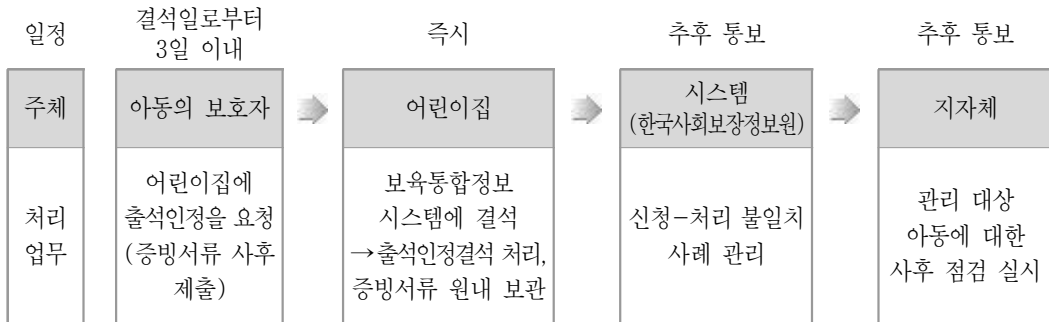 일정
결석일로부터
3일 이내
즉시
추후 통보
추후 통보
주체
아동의 보호자
어린이집
시스템
(한국사회보장정보원)
지자체
처리
업무
어린이집에
출석인정을 요청
(증빙서류 사후
제출)
보육통합정보
시스템에 결석
→출석인정결석 처리,
증빙서류 원내 보관
신청-처리 불일치
사례 관리
관리 대상
아동에 대한
사후 점검 실시